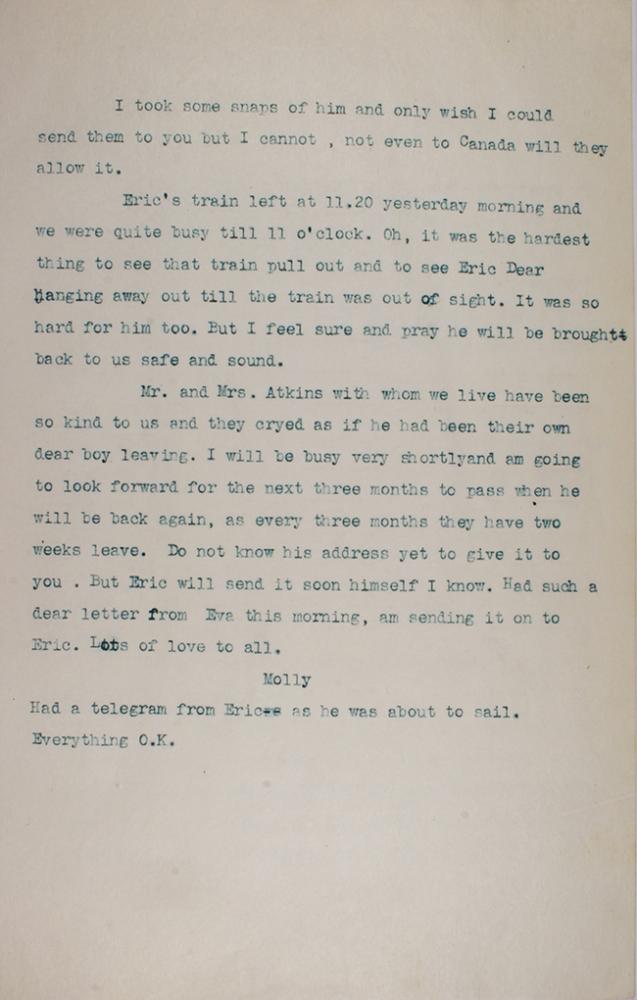 I took some snaps of him and only wish I could
send them to you but I cannot , not even to Canada will they
allow it.
Eric's train left at 11.20 yesterday morning and
we were quite busy till 11 o'clock. Oh, it was the hardest
thing to see that train pull out and to see Eric Dear
Hanging away out till the train was out of sight. It was so
hard for him too. But I feel sure and pray he will be brought
back to us safe and sound.
Mr. and Mrs. Atkins with whom we live have been
so kind to us and they cryed as if he had been their own
dear boy leaving. I will be busy very shortlyand am going
to look forward for the next three months to pass when he
will be back again, as every three months they have two
weeks leave. Do not know his address yet to give it to
you . But Eric will send it soon himself I know. Had such a
dear letter from Eva this morning, am sending it on to
Eric. Lots of love to all.
Molly
Had a telegram from Eric as he was about to sail.
Everything O.K.